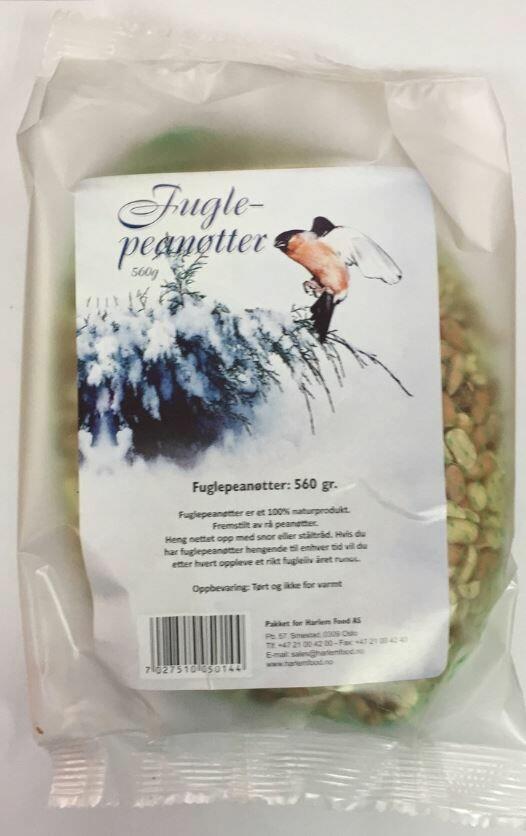 Fugle-
peanøtter
560g
Fuglepeanøtter: 560 gr.
Fuglepeanøtter er et 100% naturprodukt.
Fremstilt av rå peanøtter.
Heng nettet opp med snor eller ståltråd. Hvis du
har fuglepeanøtter hengende til enhver tid vil du
etter hvert oppleve et rikt fugleliv året rundt.
Oppbevaring: Tørt og ikke for varmt
Pakket for Harlem Food AS
Pb. 57 Smestad, 0309 Oslo
Tlf. +47 21 00 42 00 - Fax: +47 21 00 42 40
E-mail: sales@harlemfood.no
www.harlemfood.no
7 027510 050144